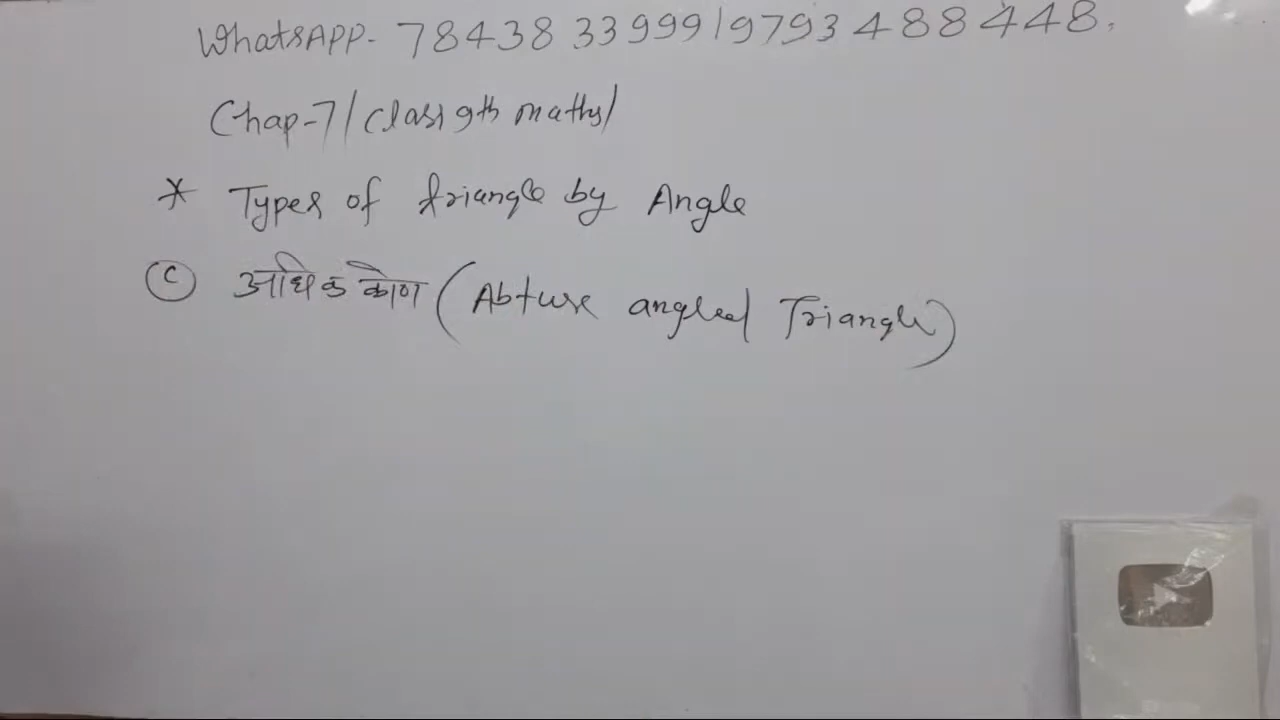 WhatsAPP- 7843833999/9793488448.
Chap-7/Class 9th maths/
* Types of triangle by Angle
(C) अधिक कोण (Abtuse angled Triangle)